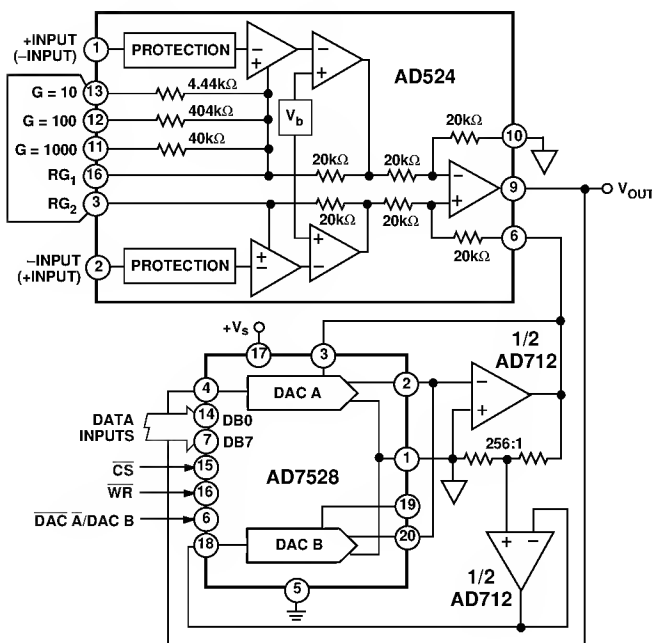 +INPUT
(–INPUT)
1
PROTECTION
–
+
–
+
AD524
G = 10
13
4.44kΩ
G = 100
12
404kΩ
Vb
G = 1000
11
40kΩ
20kΩ
10
RG1
16
20kΩ
20kΩ
–
+
9
VOUT
RG2
3
20kΩ
20kΩ
6
20kΩ
+
–
+
–
–INPUT
(+INPUT)
2
PROTECTION
+Vs
17
3
1/2
AD712
4
DAC A
2
–
+
DATA
INPUTS
14
DB0
7
DB7
256:1
1
CS
15
AD7528
WR
16
19
DAC A/DAC B
6
20
18
DAC B
+
–
1/2
AD712
5